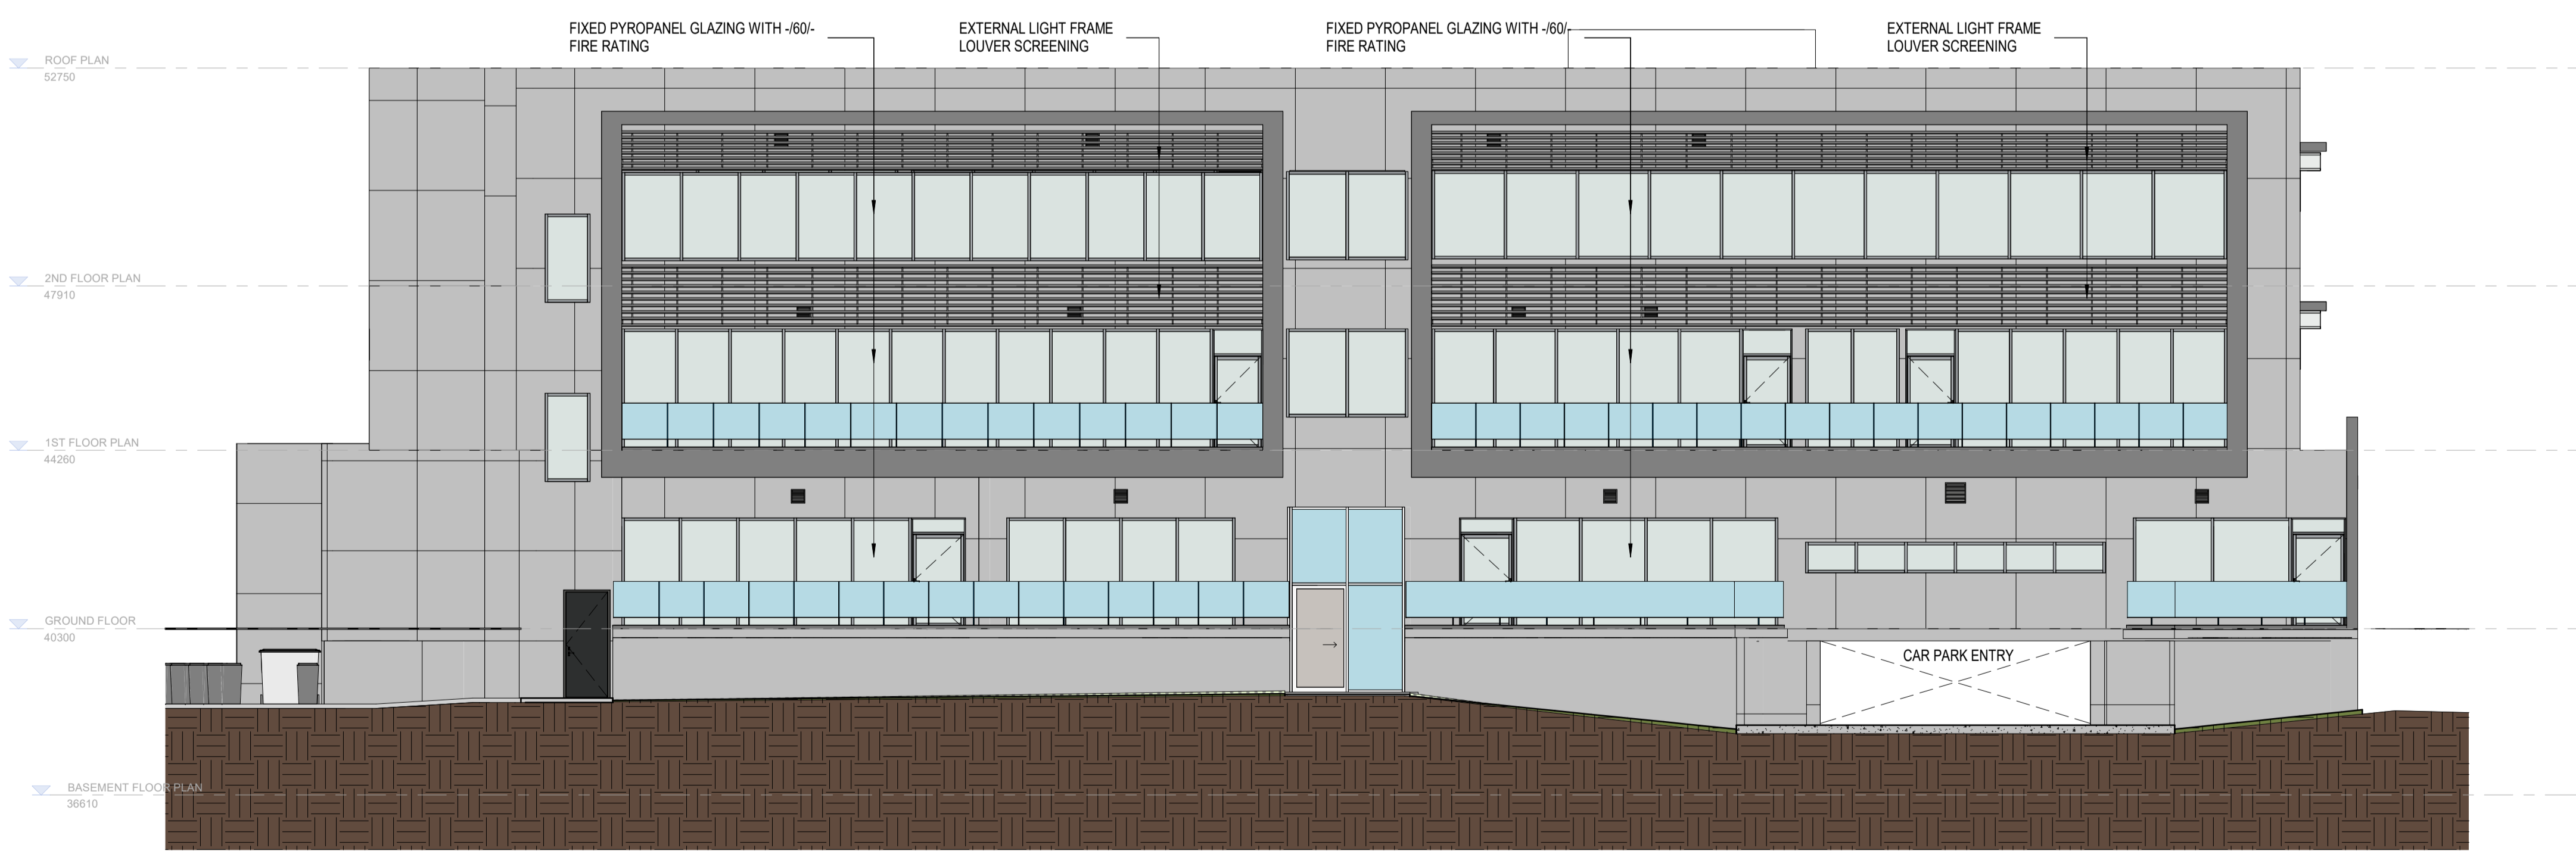 FIXED PYROPANEL GLAZING WITH -/60/-
FIRE RATING
EXTERNAL LIGHT FRAME
LOUVER SCREENING
FIXED PYROPANEL GLAZING WITH -/60/-
FIRE RATING
EXTERNAL LIGHT FRAME
LOUVER SCREENING
ROOF PLAN
52750
2ND FLOOR PLAN
47910
1ST FLOOR PLAN
44260
GROUND FLOOR
40300
CAR PARK ENTRY
BASEMENT FLOOR PLAN
36610